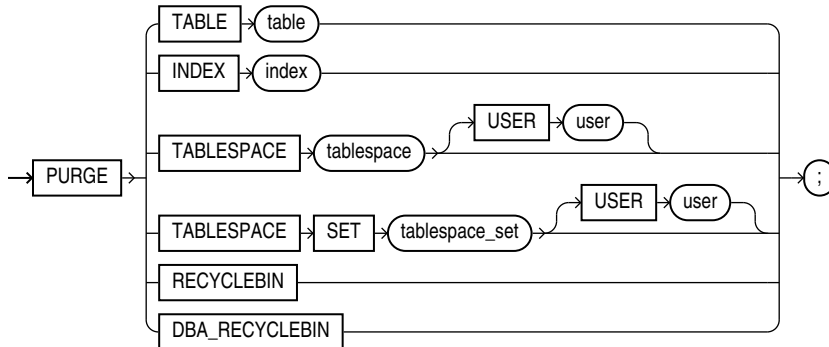 TABLE table
INDEX index
USER user
TABLESPACE tablespace
PURGE ;
USER user
TABLESPACE SET tablespace_set
RECYCLEBIN
DBA_RECYCLEBIN